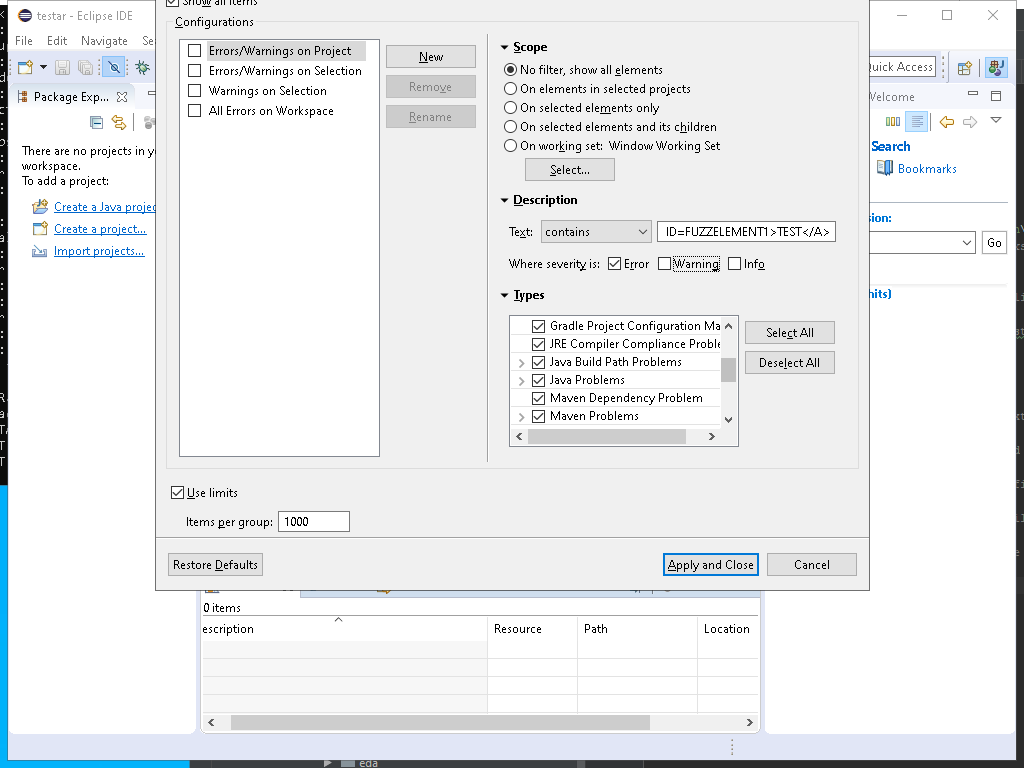 Show all items
testar - Eclipse IDE
Configurations
File Edit Navigate Se
Errors/Warnings on Project
Errors/Warnings on Selection
Warnings on Selection
All Errors on Workspace
New
Remove
Rename
Scope
No filter, show all elements
On elements in selected projects
On selected elements only
On selected elements and its children
On working set: Window Working Set
Select...
Description
Text: contains ID=FUZZELEMENT1>TEST</A>
Where severity is: Error Warning Info
Types
Gradle Project Configuration Ma
JRE Compiler Compliance Proble
Java Build Path Problems
Java Problems
Maven Dependency Problem
Maven Problems
Select All
Deselect All
Use limits
Items per group: 1000
Restore Defaults
Apply and Close
Cancel
Package Exp...
There are no projects in y
workspace.
To add a project:
Create a Java projec
Create a project...
Import projects...
Quick Access
Welcome
Search
Bookmarks
sion:
Go
hits)
0 items
escription Resource Path Location
eda